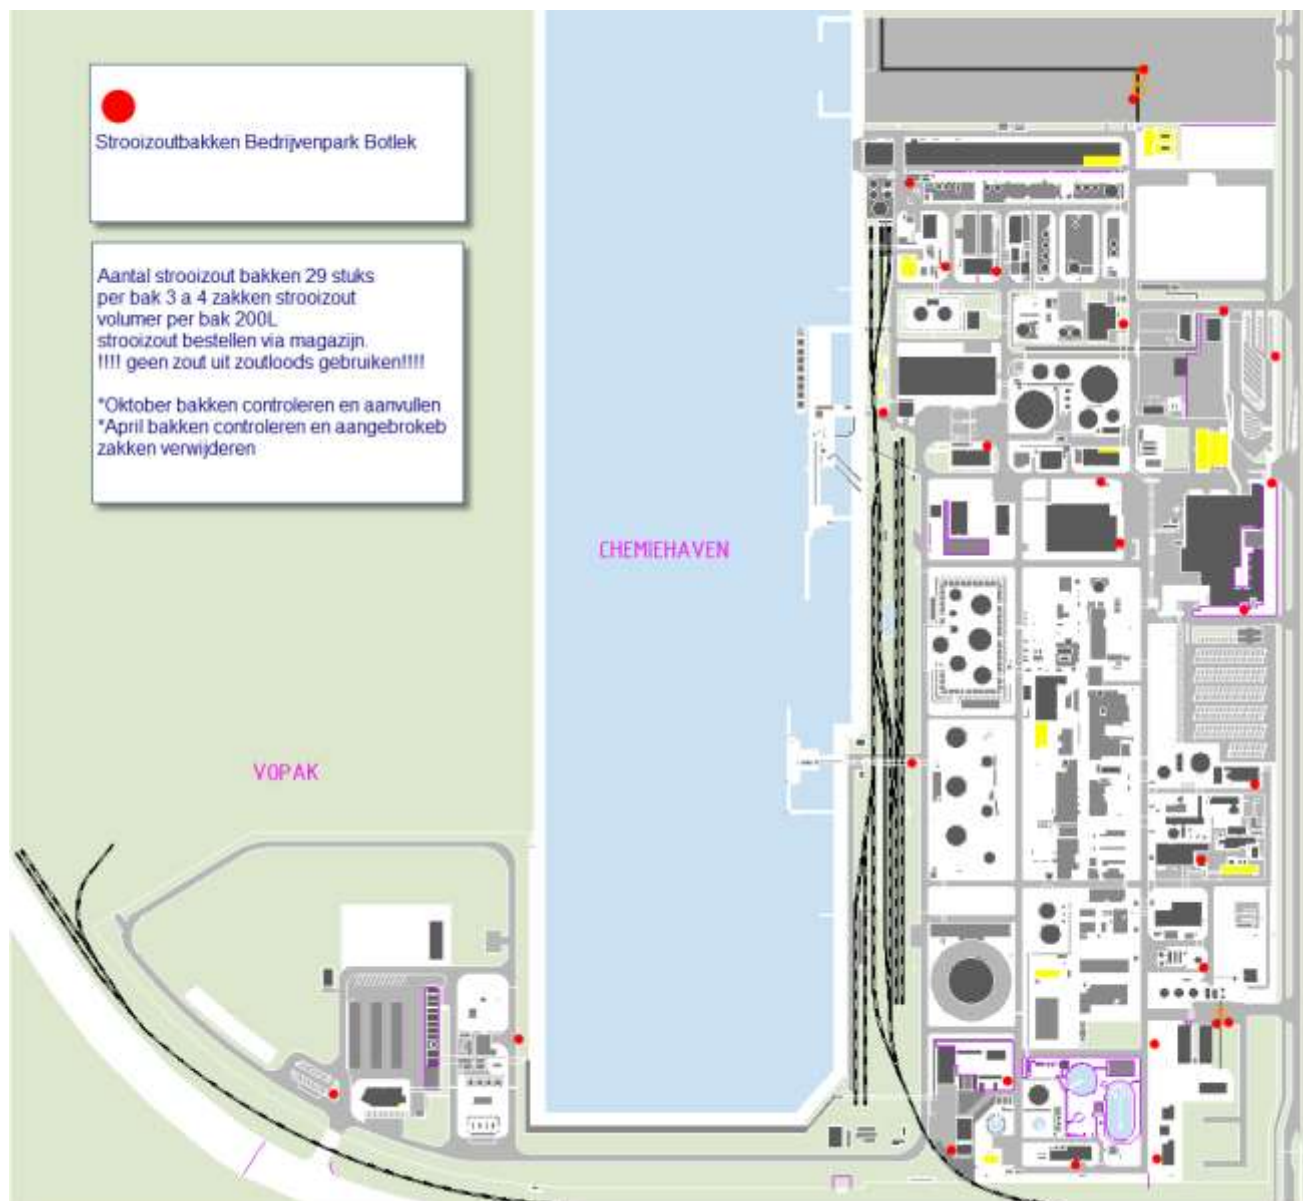 Strooizoutbakken Bedrijvenpark Botlek
Aantal strooizout bakken 29 stuks
per bak 3 a 4 zakken strooizout
volumer per bak 200L
strooizout bestellen via magazijn.
!!!! geen zout uit zoutloods gebruiken!!!!
*Oktober bakken controleren en aanvullen
*April bakken controleren en aangebrokeb
zakken verwijderen
CHEMIEHAVEN
VOPAK